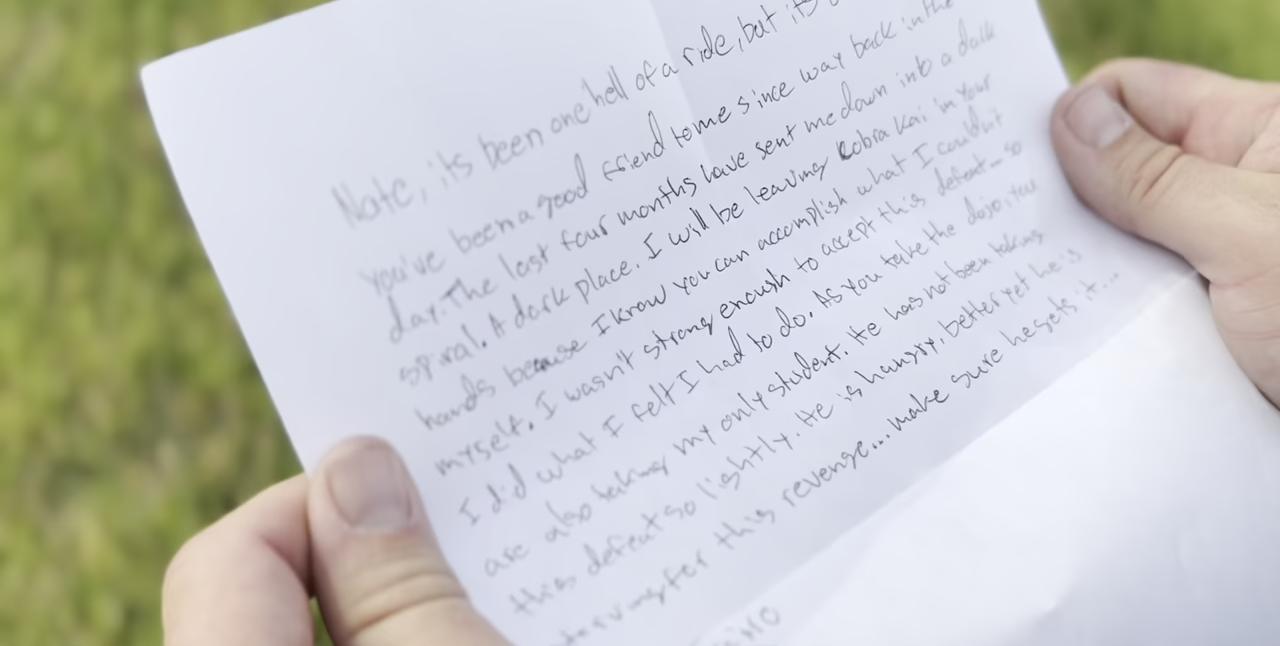 Nate, its been one hell of a ride, but its
you've been a good friend to me since way back in the
day. The last four months have sent me down into a dark
spiral. A dark place. I will be leaving Kobra Kai in your
hands because I know you can accomplish what I couldn't
myself. I wasn't strong enough to accept this defeat... so
I did what I felt I had to do. As you take the dojo, you
are also taking my only student. He has not been taking
this defeat so lightly. He is hungry, better yet he is
starving for this revenge... make sure he gets it...